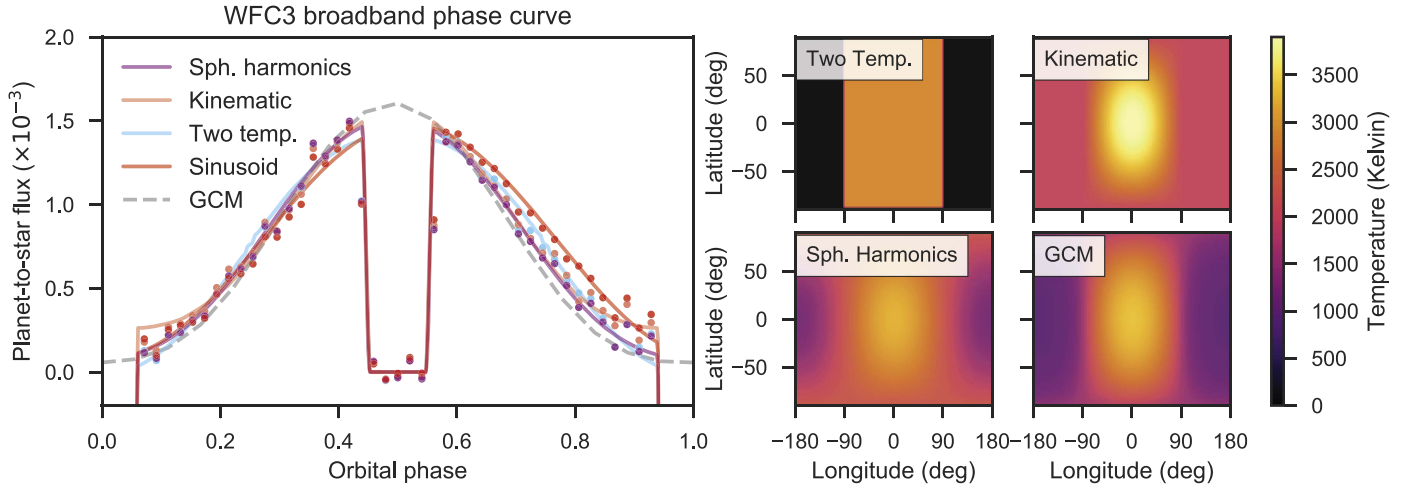 WFC3 broadband phase curve
Planet-to-star flux (×10⁻³)
2.0
1.5
1.0
0.5
0.0
Sph. harmonics
Kinematic
Two temp.
Sinusoid
GCM
0.0 0.2 0.4 0.6 0.8 1.0
Orbital phase
Two Temp.
Kinematic
Latitude (deg)
50
0
−50
Sph. Harmonics
GCM
Latitude (deg)
50
0
−50
−180 −90 0 90 180
−180 −90 0 90 180
Longitude (deg)
Longitude (deg)
3500
3000
2500
2000
1500
1000
500
0
Temperature (Kelvin)